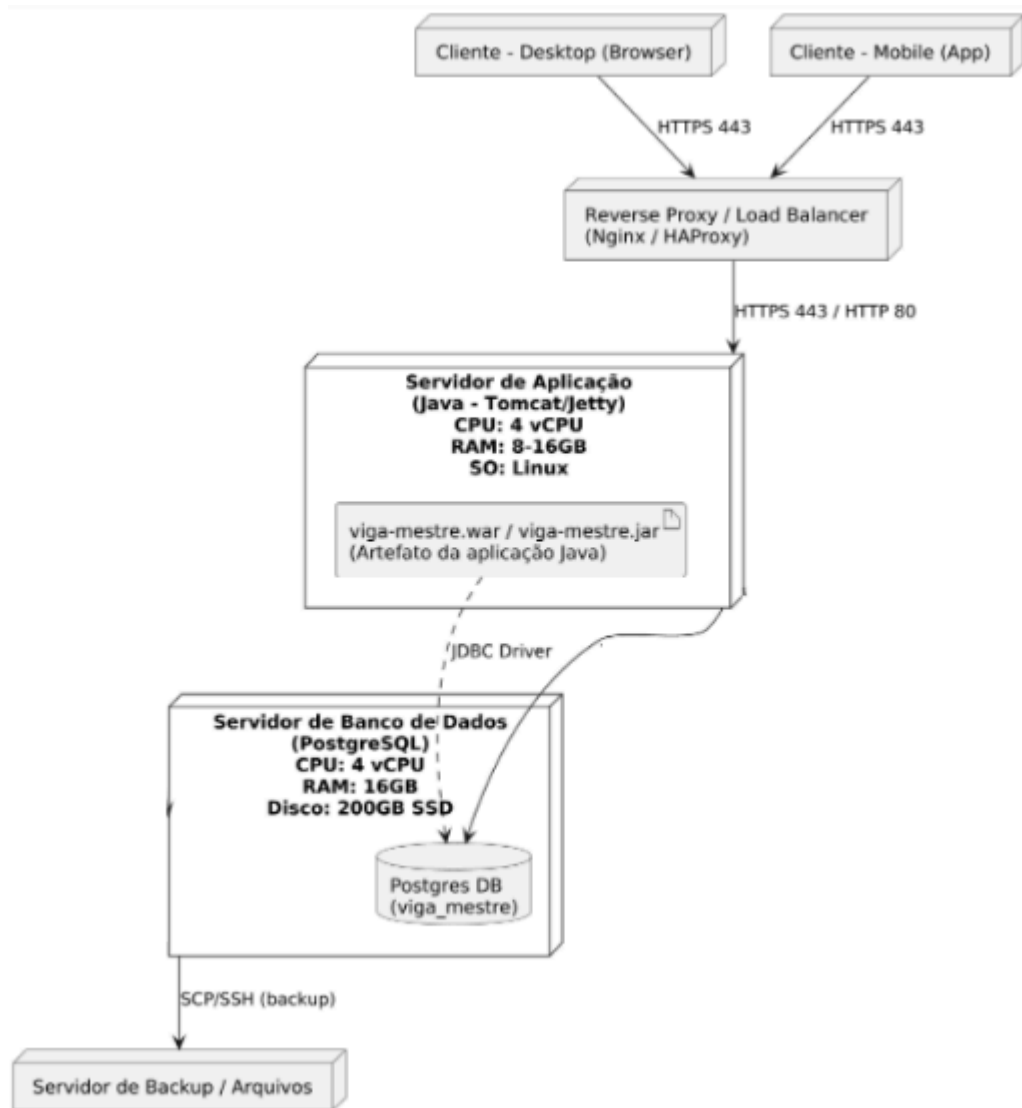 Cliente - Desktop (Browser)
Cliente - Mobile (App)
HTTPS 443
HTTPS 443
Reverse Proxy / Load Balancer
(Nginx / HAProxy)
HTTPS 443 / HTTP 80
Servidor de Aplicação
(Java - Tomcat/Jetty)
CPU: 4 vCPU
RAM: 8-16GB
SO: Linux
viga-mestre.war / viga-mestre.jar
(Artefato da aplicação Java)
JDBC Driver
Servidor de Banco de Dados
(PostgreSQL)
CPU: 4 vCPU
RAM: 16GB
Disco: 200GB SSD
Postgres DB
(viga_mestre)
SCP/SSH (backup)
Servidor de Backup / Arquivos